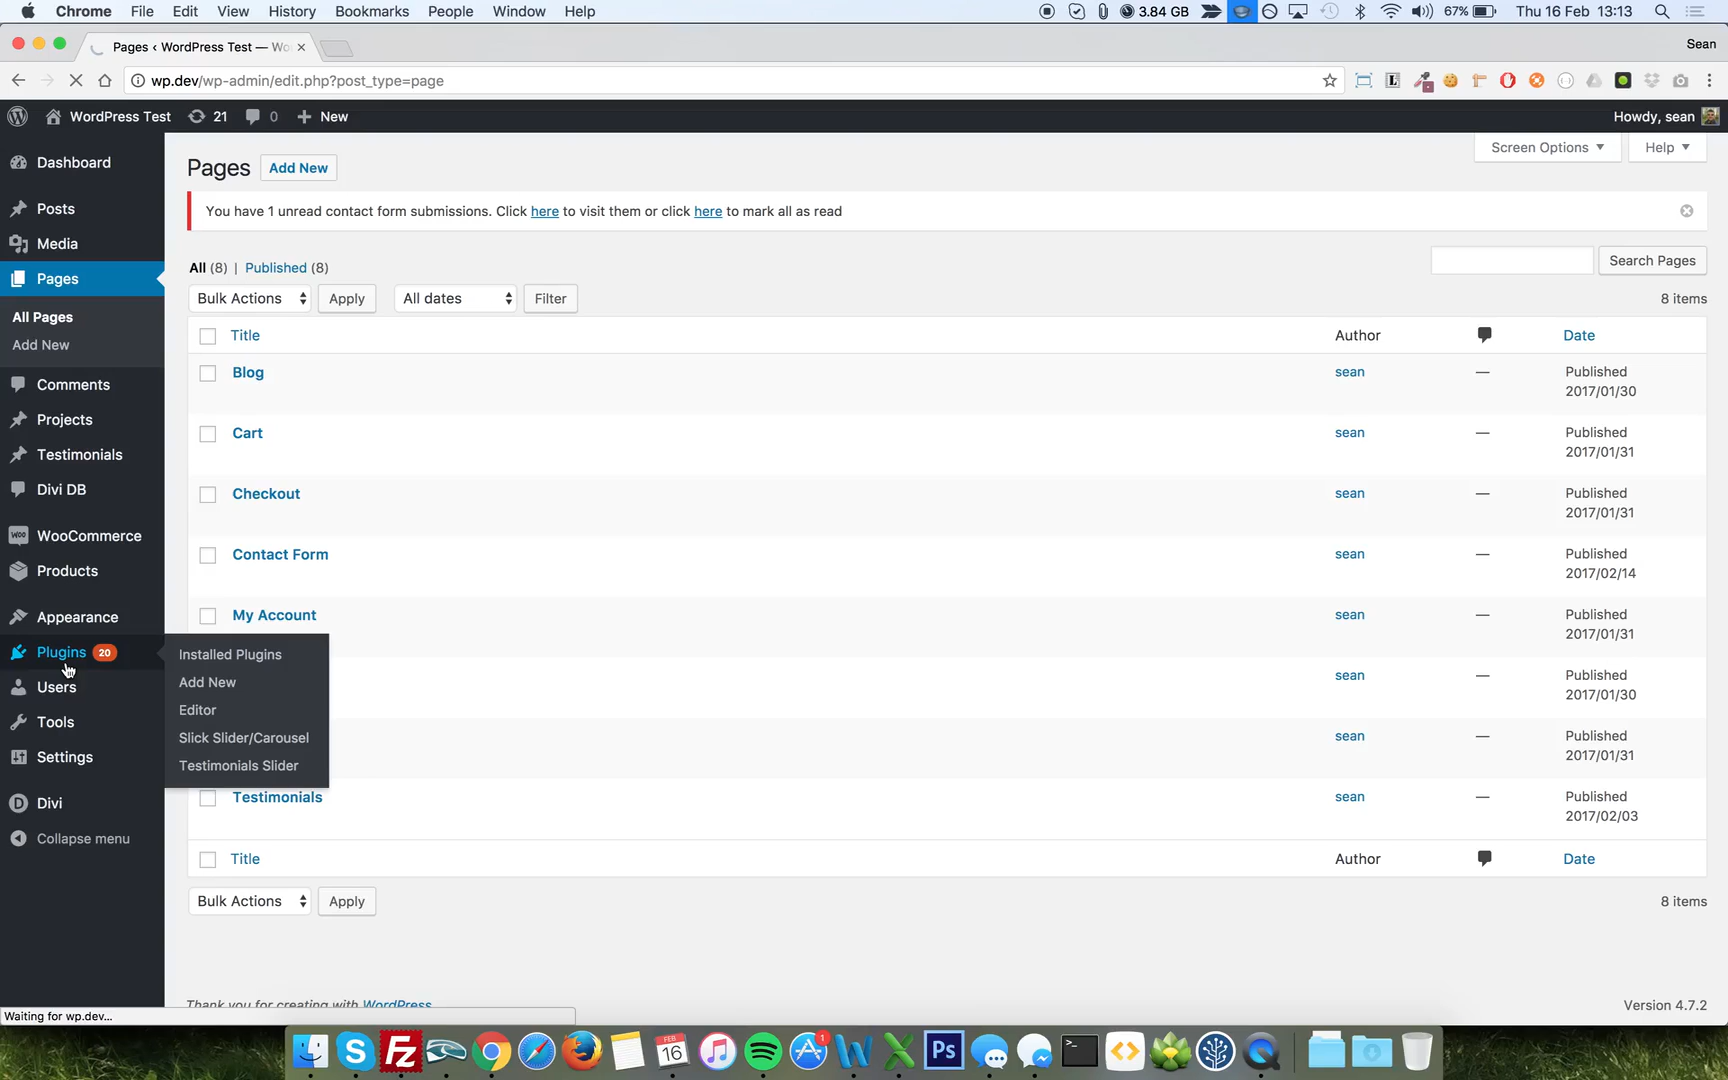 Chrome File Edit View History Bookmarks People Window Help 3.84 GB 67% Thu 16 Feb 13:13
Pages ‹ WordPress Test — Wo Sean
wp.dev/wp-admin/edit.php?post_type=page
WordPress Test 21 0 + New Howdy, sean
Dashboard
Posts
Media
Pages
All Pages
Add New
Comments
Projects
Testimonials
Divi DB
WooCommerce
Products
Appearance
Plugins 20
Users
Tools
Settings
Divi
Collapse menu
Installed Plugins
Add New
Editor
Slick Slider/Carousel
Testimonials Slider
Screen Options Help
Pages Add New
You have 1 unread contact form submissions. Click here to visit them or click here to mark all as read
All (8) | Published (8) Search Pages
Bulk Actions Apply All dates Filter 8 items
Title Author Date
Blog sean — Published
2017/01/30
Cart sean — Published
2017/01/31
Checkout sean — Published
2017/01/31
Contact Form sean — Published
2017/02/14
My Account sean — Published
2017/01/31
sean — Published
2017/01/30
sean — Published
2017/01/31
Testimonials sean — Published
2017/02/03
Title Author Date
Bulk Actions Apply 8 items
Thank you for creating with WordPress Version 4.7.2
Waiting for wp.dev...
FEB
16
1
Ps